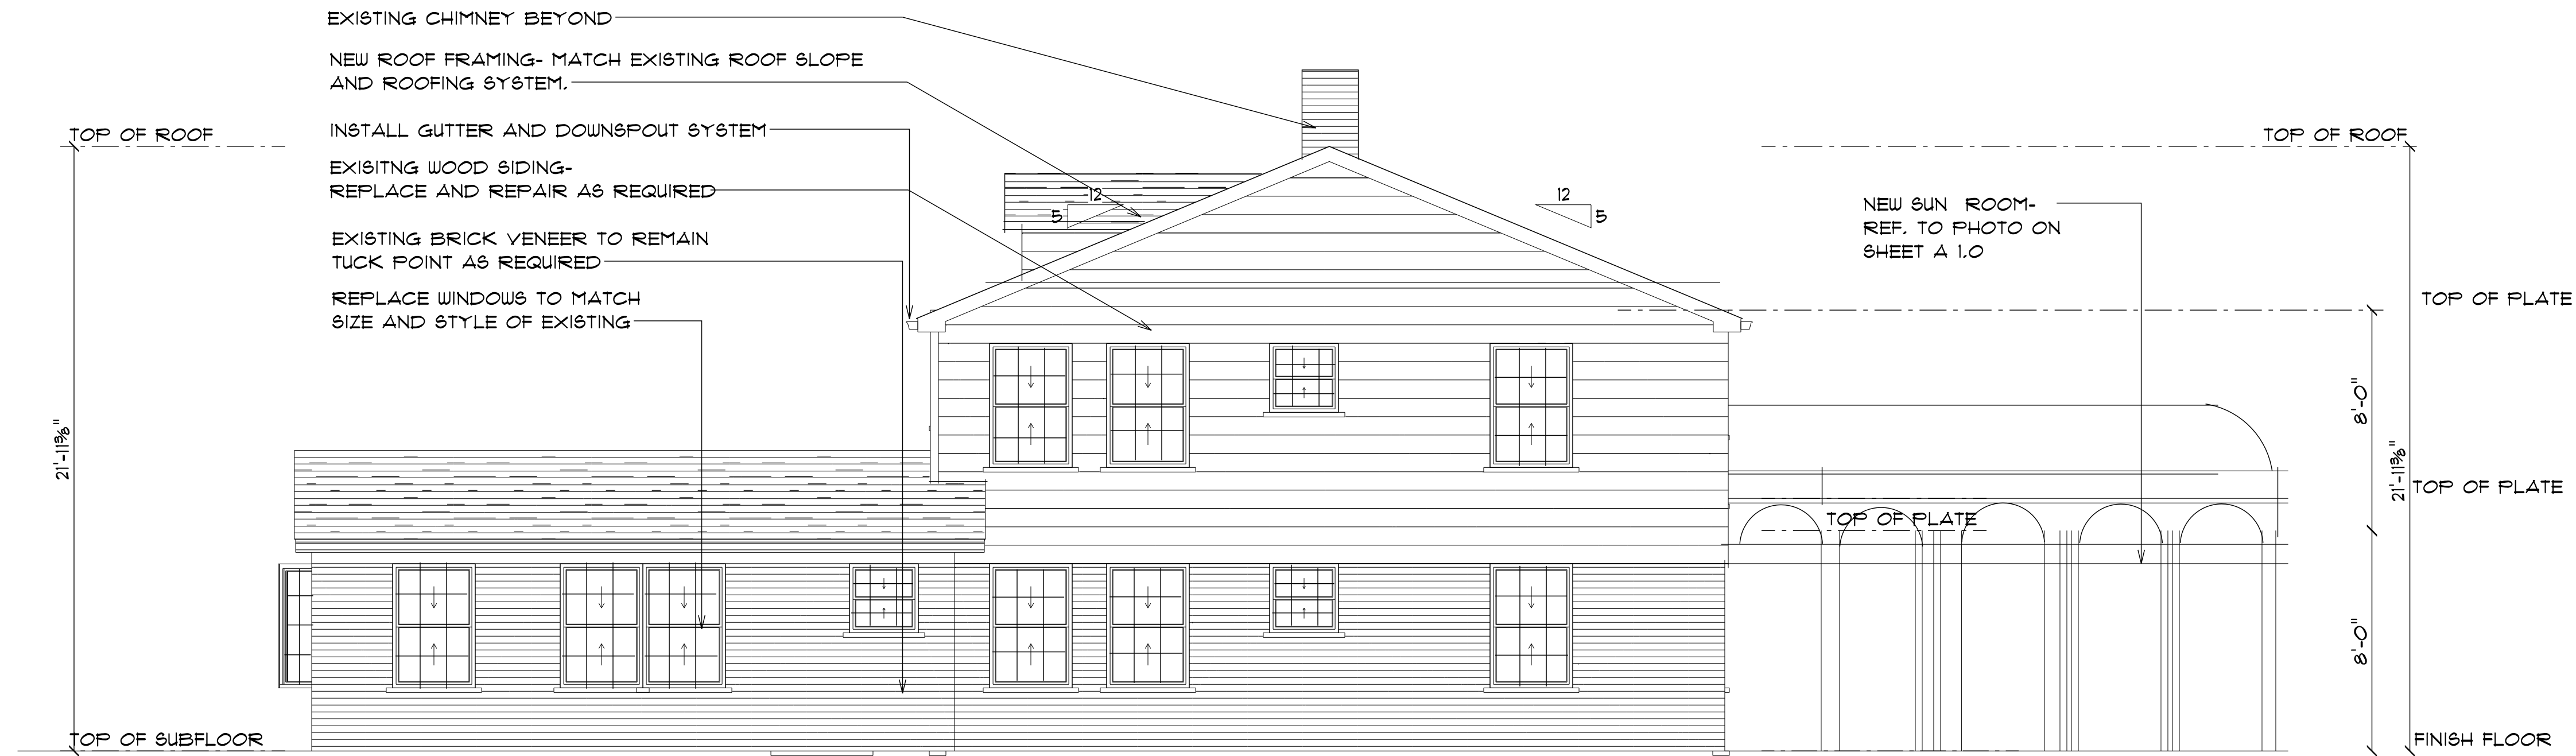 EXISTING CHIMNEY BEYOND
NEW ROOF FRAMING- MATCH EXISTING ROOF SLOPE
AND ROOFING SYSTEM.
INSTALL GUTTER AND DOWNSPOUT SYSTEM
EXISITNG WOOD SIDING-
REPLACE AND REPAIR AS REQUIRED
EXISTING BRICK VENEER TO REMAIN
TUCK POINT AS REQUIRED
REPLACE WINDOWS TO MATCH
SIZE AND STYLE OF EXISTING
TOP OF ROOF
21'-11⅜"
TOP OF SUBFLOOR
12
5
12
5
NEW SUN ROOM-
REF. TO PHOTO ON
SHEET A 1.0
TOP OF ROOF
TOP OF PLATE
8'-0"
21'-11⅜"
TOP OF PLATE
TOP OF PLATE
8'-0"
FINISH FLOOR